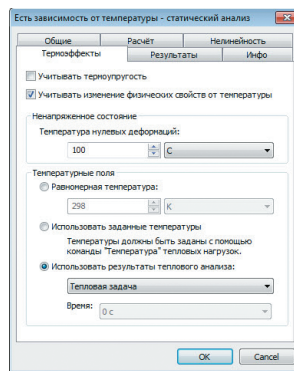 Есть зависимость от температуры - статический анализ
Общие
Расчёт
Нелинейность
Термоэффекты
Результаты
Инфо
Учитывать термоупругость
Учитывать изменение физических свойств от температуры
Ненапряженное состояние
Температура нулевых деформаций:
100
C
Температурные поля
Равномерная температура:
298
K
Использовать заданные температуры
Температуры должны быть заданы с помощью
команды "Температура" тепловых нагрузок.
Использовать результаты теплового анализа:
Тепловая задача
Время:
0 с
OK
Cancel